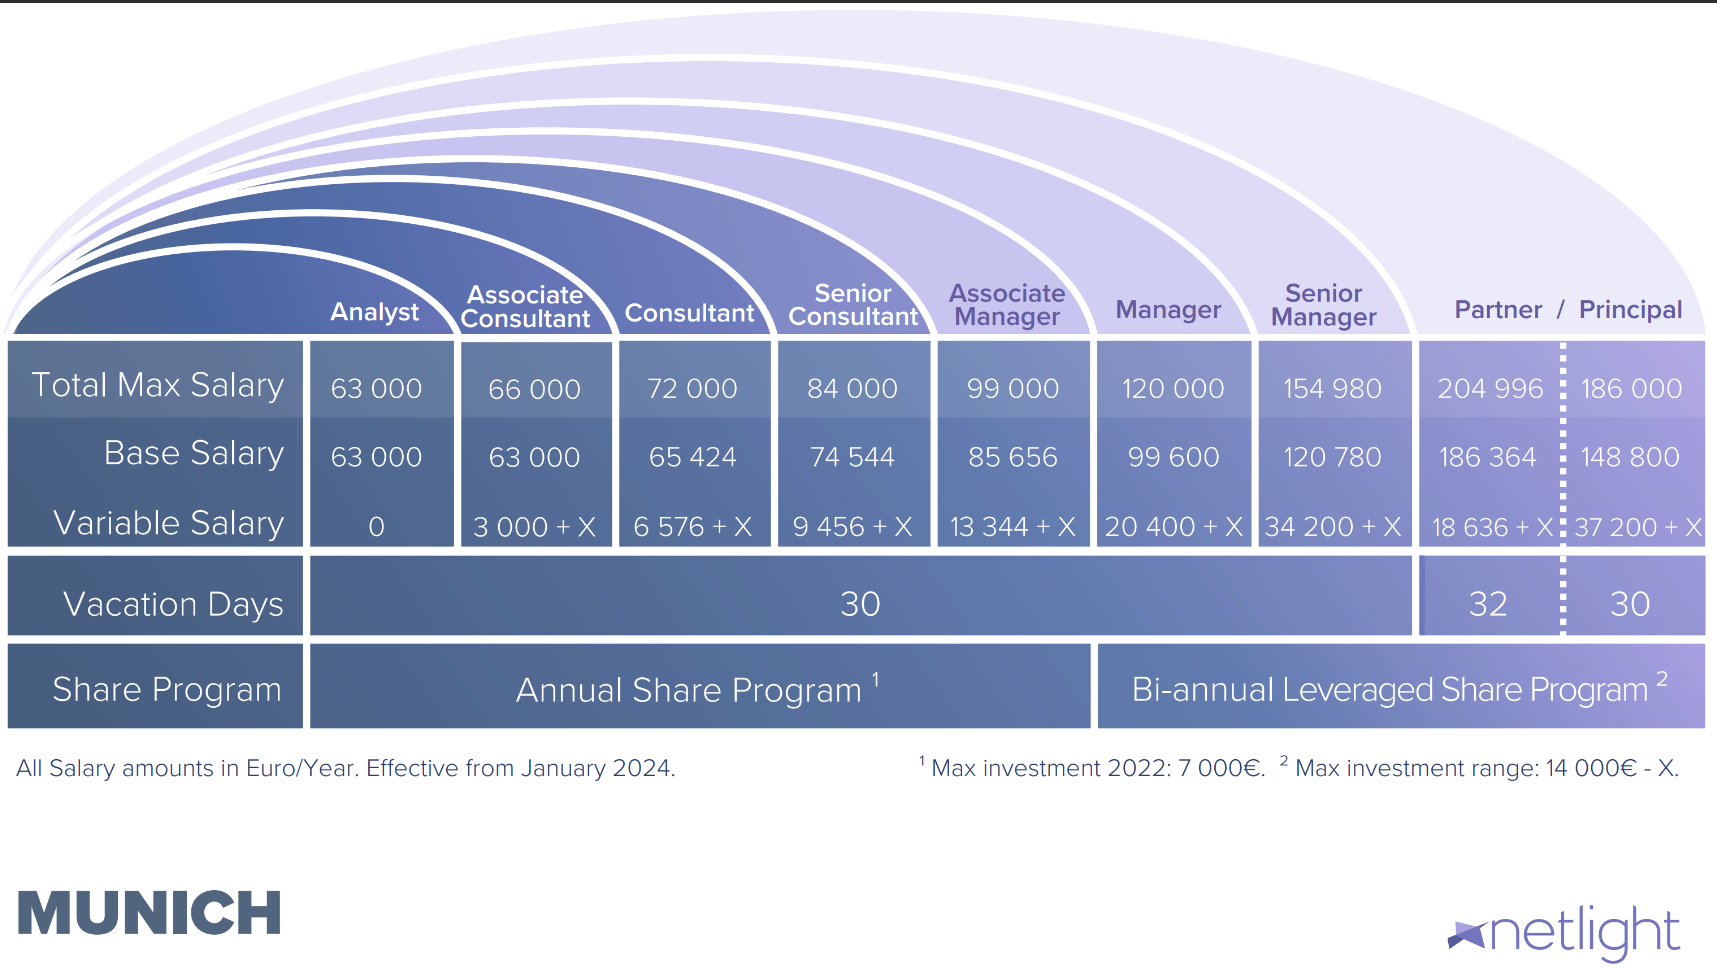 Analyst Associate Consultant Consultant Senior Consultant Associate Manager Manager Senior Manager Partner / Principal
Total Max Salary 63 000 66 000 72 000 84 000 99 000 120 000 154 980 204 996 186 000
Base Salary 63 000 63 000 65 424 74 544 85 656 99 600 120 780 186 364 148 800
Variable Salary 0 3 000 + X 6 576 + X 9 456 + X 13 344 + X 20 400 + X 34 200 + X 18 636 + X 37 200 + X
Vacation Days 30 32 30
Share Program Annual Share Program 1 Bi-annual Leveraged Share Program 2
All Salary amounts in Euro/Year. Effective from January 2024. 1 Max investment 2022: 7 000€. 2 Max investment range: 14 000€ - X.
MUNICH
netlight